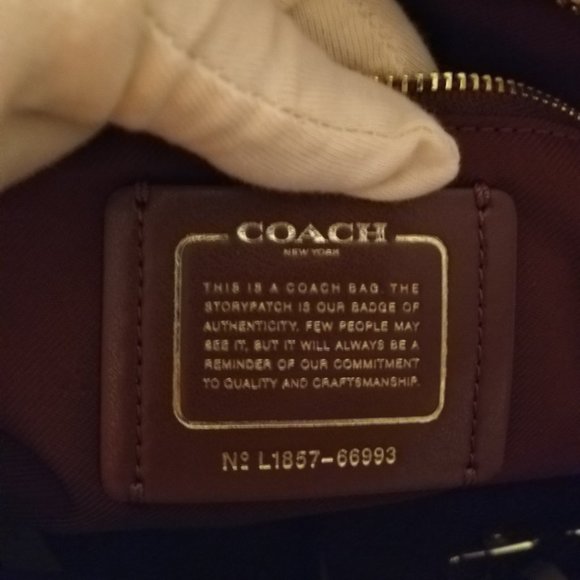 COACH
NEW YORK
THIS IS A COACH BAG. THE
STORYPATCH IS OUR BADGE OF
AUTHENTICITY. FEW PEOPLE MAY
SEE IT, BUT IT WILL ALWAYS BE A
REMINDER OF OUR COMMITMENT
TO QUALITY AND CRAFTSMANSHIP.
Nº L1857-66993